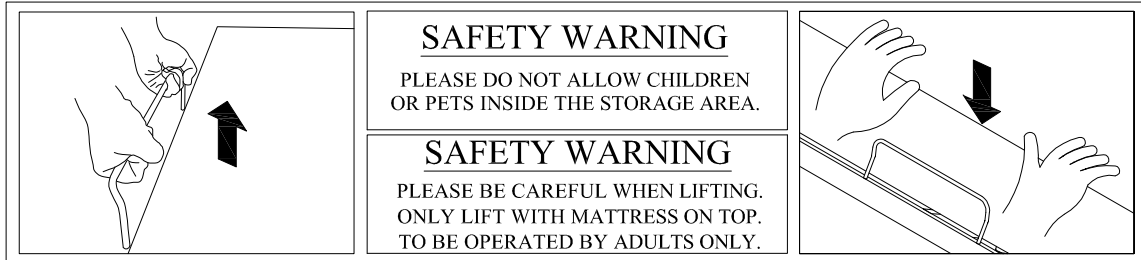 SAFETY WARNING
PLEASE DO NOT ALLOW CHILDREN
OR PETS INSIDE THE STORAGE AREA.
SAFETY WARNING
PLEASE BE CAREFUL WHEN LIFTING.
ONLY LIFT WITH MATTRESS ON TOP.
TO BE OPERATED BY ADULTS ONLY.